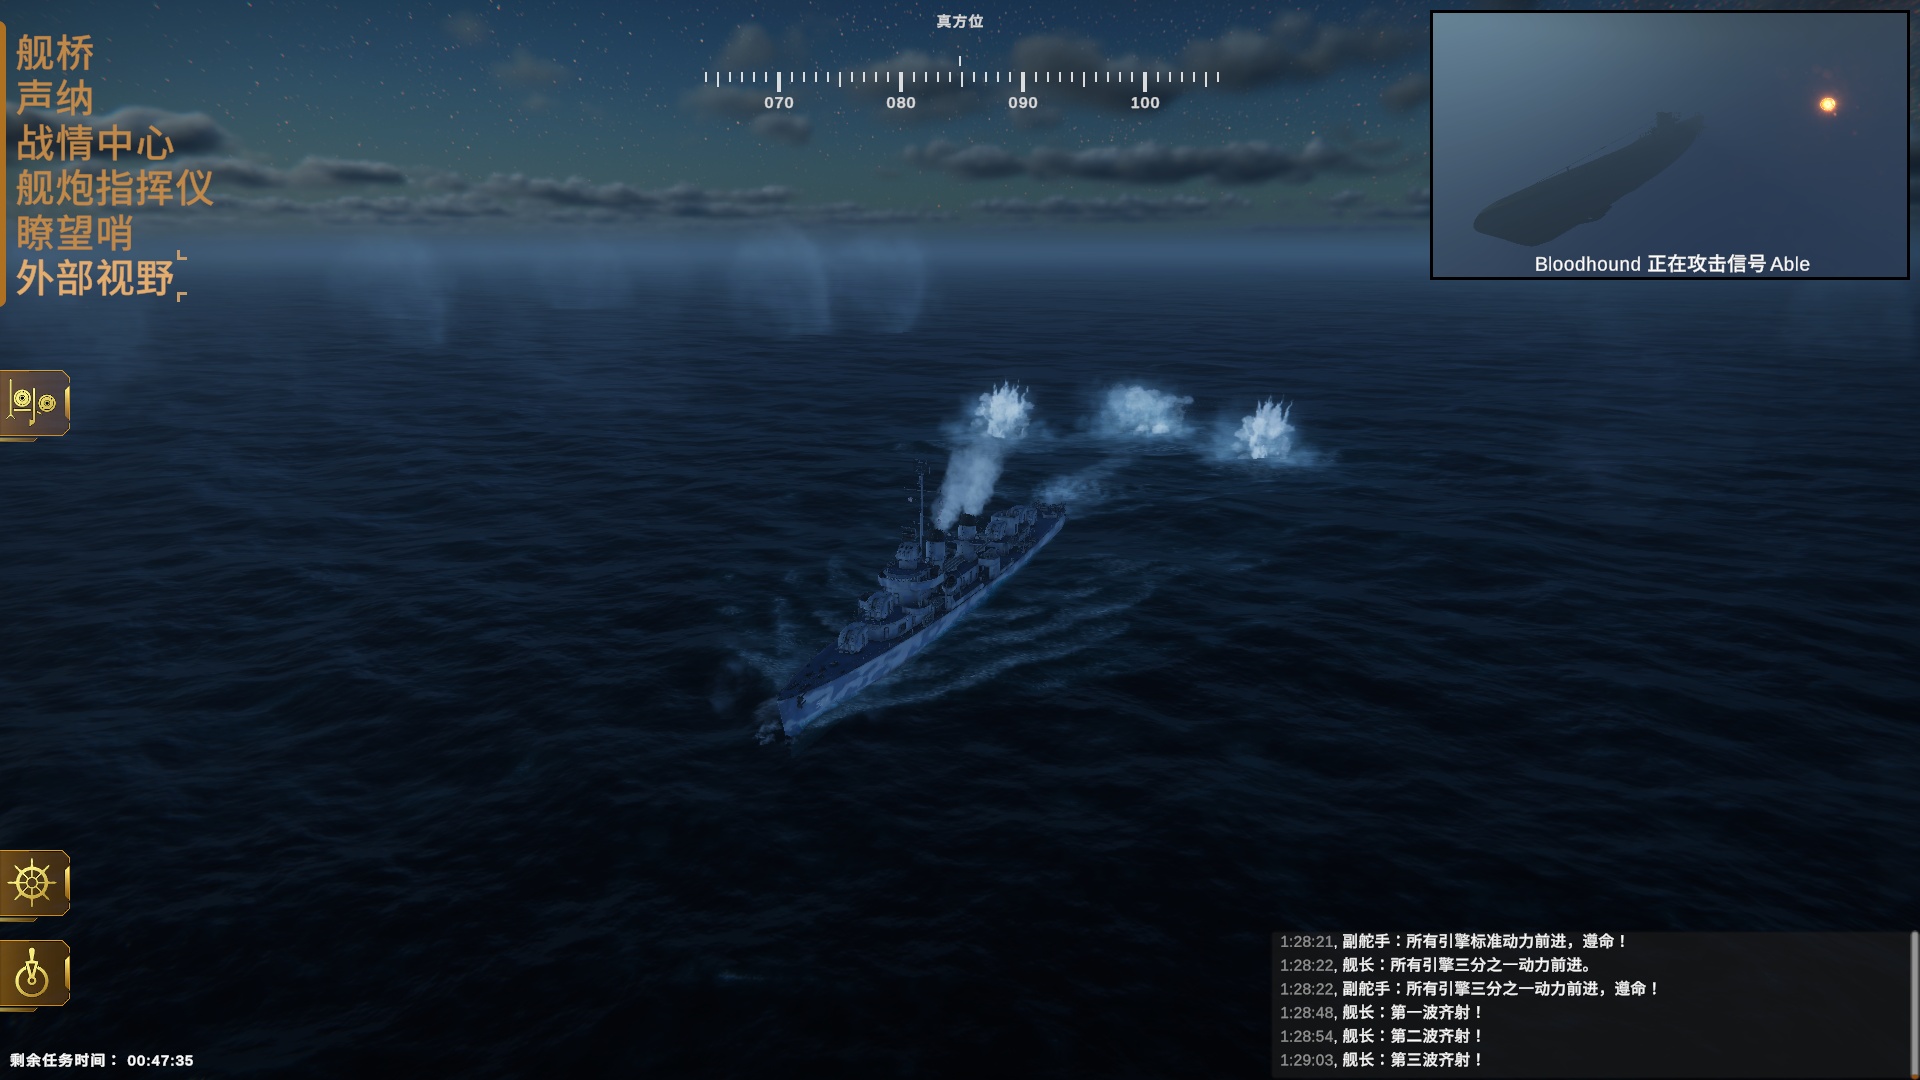 真方位
070 080 090 100
舰桥
声纳
战情中心
舰炮指挥仪
瞭望哨
外部视野
Bloodhound 正在攻击信号 Able
1:28:21, 副舵手：所有引擎标准动力前进，遵命！
1:28:22, 舰长：所有引擎三分之一动力前进。
1:28:22, 副舵手：所有引擎三分之一动力前进，遵命！
1:28:48, 舰长：第一波齐射！
1:28:54, 舰长：第二波齐射！
1:29:03, 舰长：第三波齐射！
剩余任务时间： 00:47:35